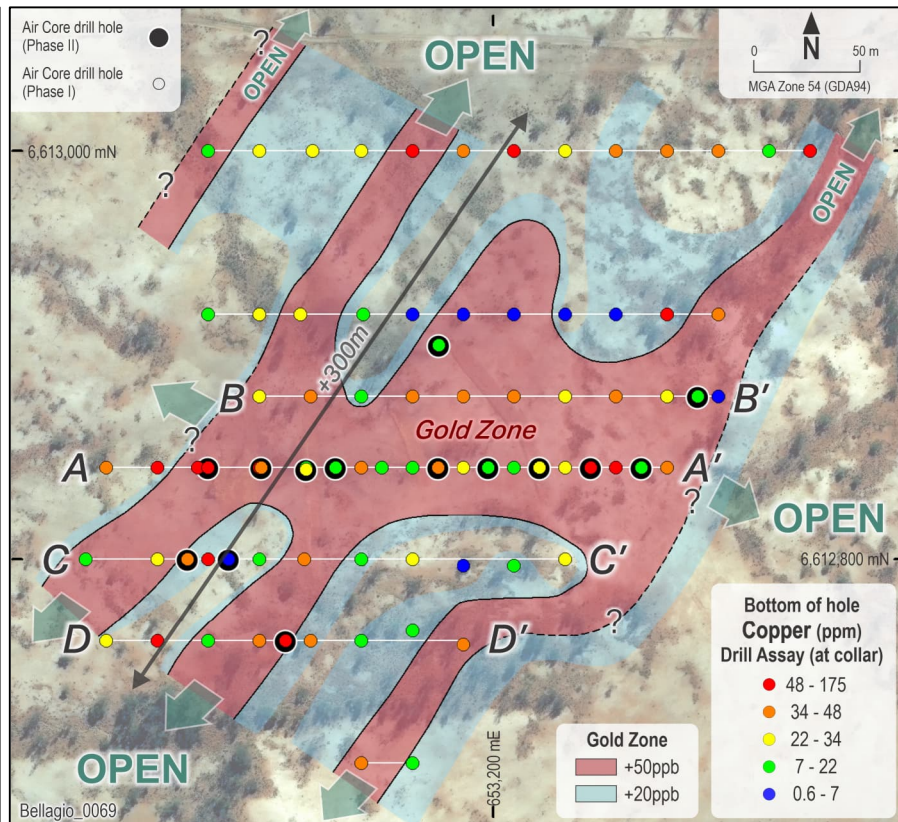 Air Core drill hole
(Phase II)
Air Core drill hole
(Phase I)
?
OPEN
OPEN
N
0 50 m
MGA Zone 54 (GDA94)
6,613,000 mN
?
OPEN
+300m
B
B'
?
Gold Zone
A
A'
?
OPEN
C
C'
6,612,800 mN
D
D'
?
OPEN
653,200 mE
Gold Zone
+50ppb
+20ppb
Bottom of hole
Copper (ppm)
Drill Assay (at collar)
48 - 175
34 - 48
22 - 34
7 - 22
0.6 - 7
Bellagio_0069